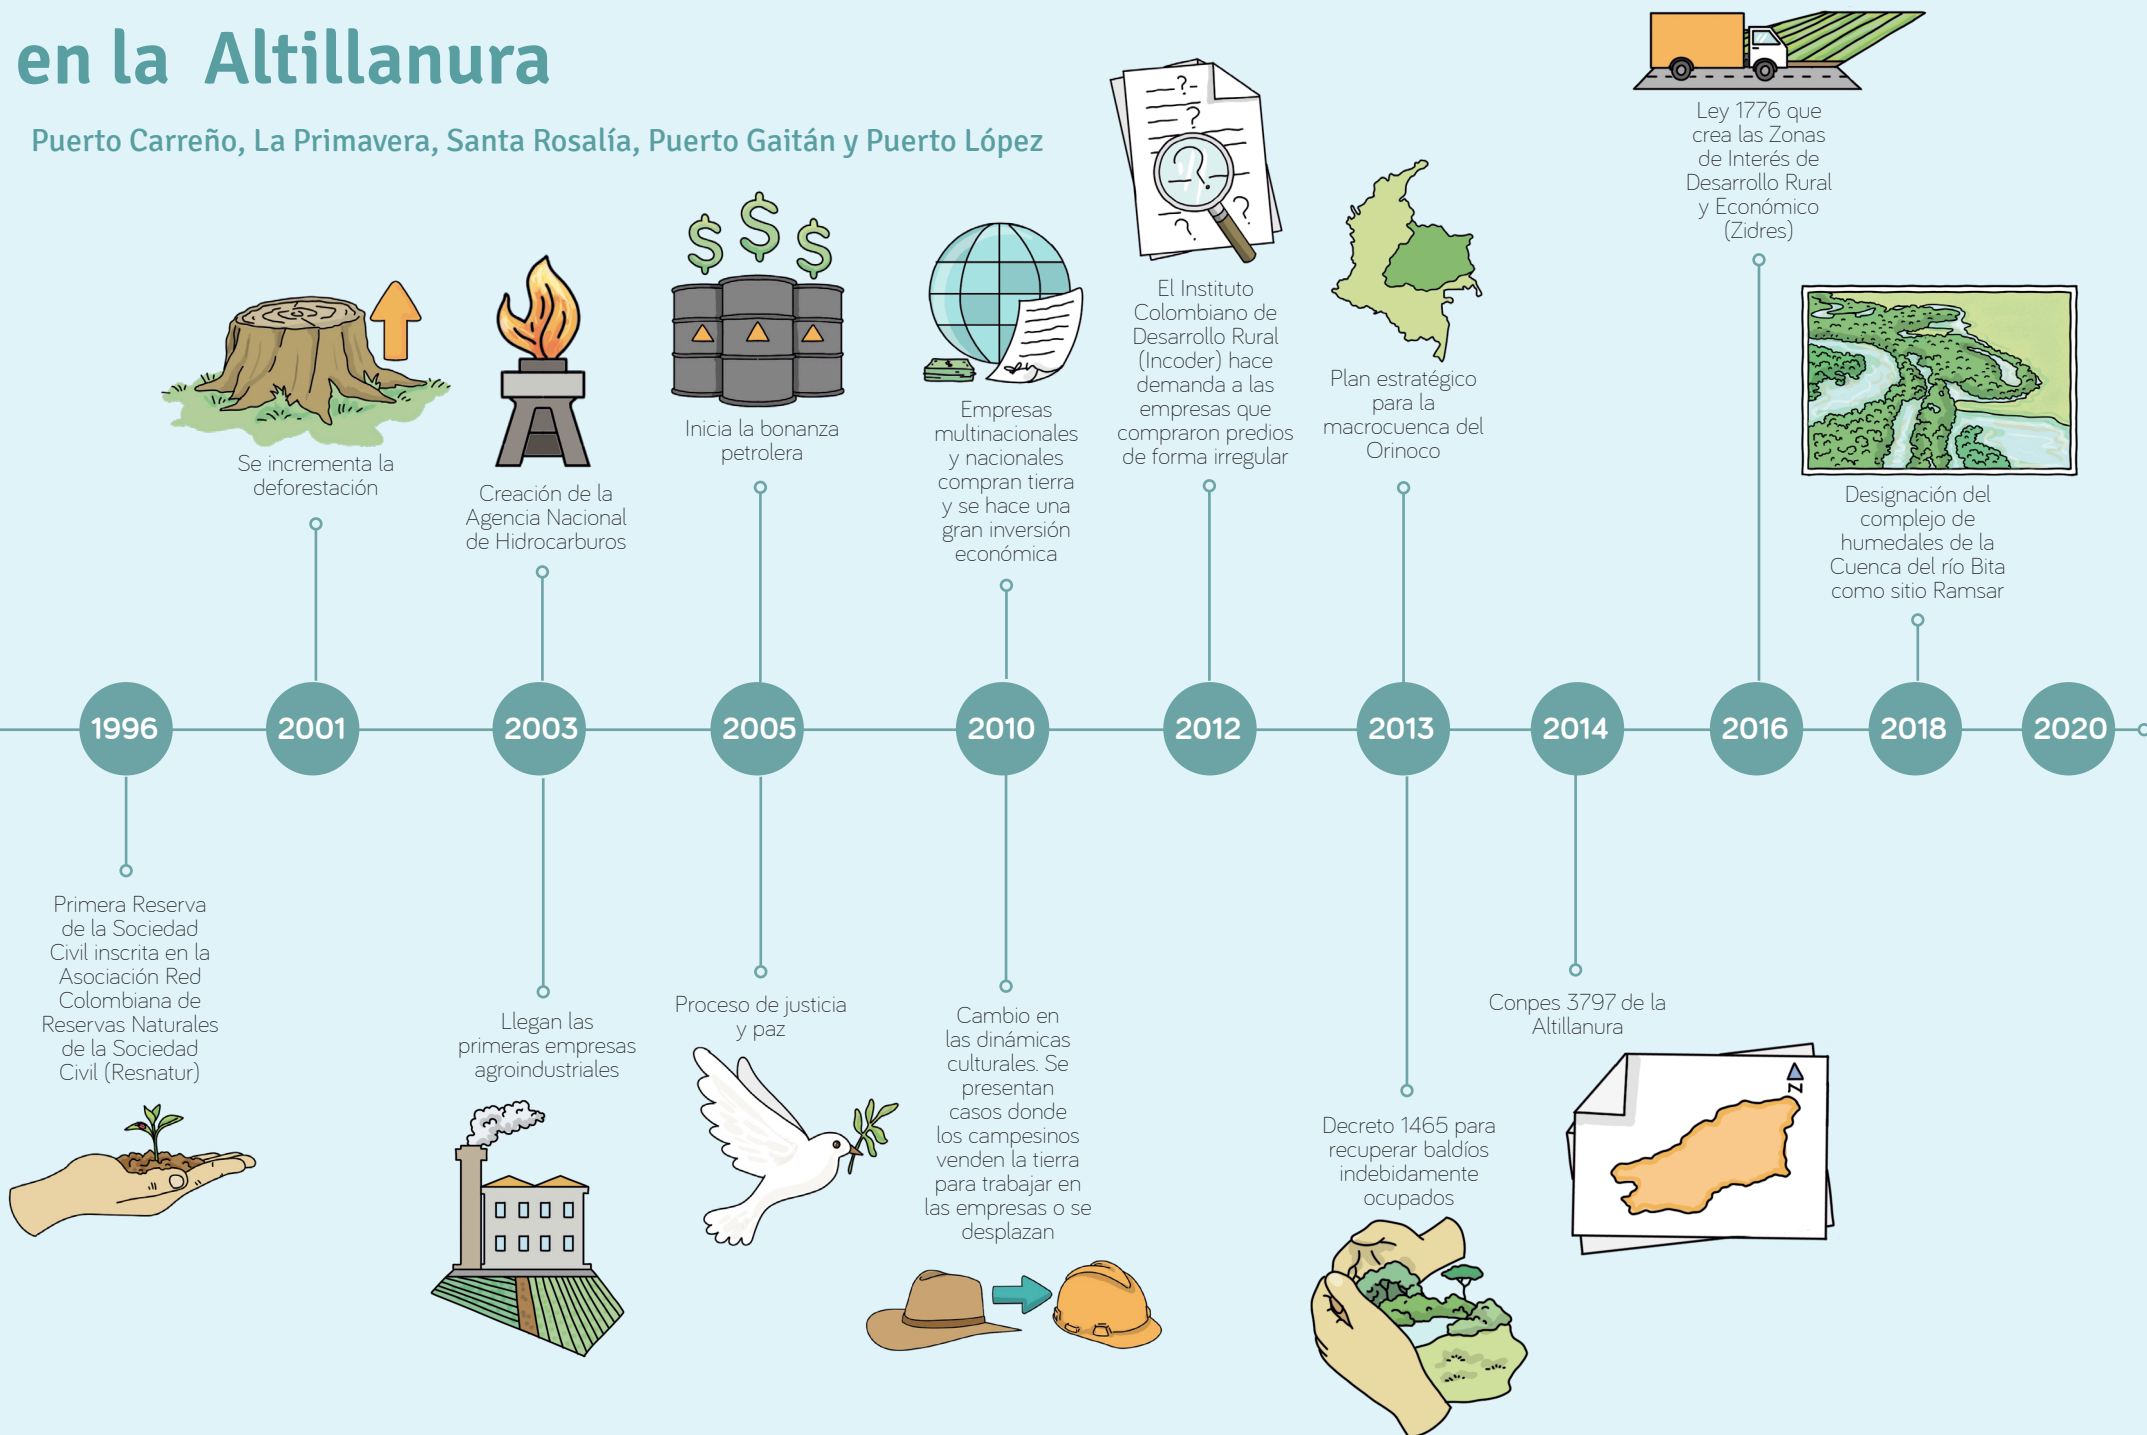 en la Altillanura
Puerto Carreño, La Primavera, Santa Rosalía, Puerto Gaitán y Puerto López
Se incrementa la
deforestación
Creación de la
Agencia Nacional
de Hidrocarburos
$ $ $
Inicia la bonanza
petrolera
Empresas
multinacionales
y nacionales
compran tierra
y se hace una
gran inversión
económica
El Instituto
Colombiano de
Desarrollo Rural
(Incoder) hace
demanda a las
empresas que
compraron predios
de forma irregular
Plan estratégico
para la
macrocuenca del
Orinoco
Ley 1776 que
crea las Zonas
de Interés de
Desarrollo Rural
y Económico
(Zidres)
Designación del
complejo de
humedales de la
Cuenca del río Bita
como sitio Ramsar
1996 2001 2003 2005 2010 2012 2013 2014 2016 2018 2020
Primera Reserva
de la Sociedad
Civil inscrita en la
Asociación Red
Colombiana de
Reservas Naturales
de la Sociedad
Civil (Resnatur)
Llegan las
primeras empresas
agroindustriales
Proceso de justicia
y paz
Cambio en
las dinámicas
culturales. Se
presentan
casos donde
los campesinos
venden la tierra
para trabajar en
las empresas o se
desplazan
Decreto 1465 para
recuperar baldíos
indebidamente
ocupados
Conpes 3797 de la
Altillanura
N